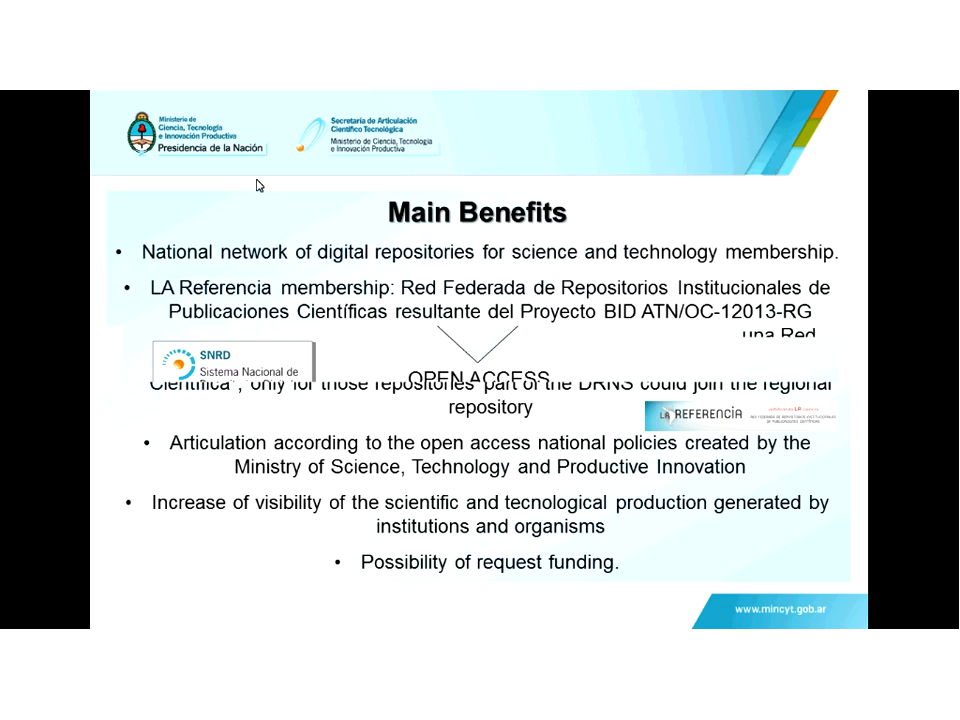 Ministerio de
Ciencia, Tecnología
e Innovación Productiva
Presidencia de la Nación
Secretaría de Articulación
Científico Tecnológica
Ministerio de Ciencia, Tecnología
e Innovación Productiva
Main Benefits
• National network of digital repositories for science and technology membership.
• LA Referencia membership: Red Federada de Repositorios Institucionales de
Publicaciones Científicas resultante del Proyecto BID ATN/OC-12013-RG
una Red
SNRD
Sistema Nacional de
OPEN ACCESS
Científica", only for those repositories part of the DRNS could join the regional
repository
LA REFERENCIA
• Articulation according to the open access national policies created by the
Ministry of Science, Technology and Productive Innovation
• Increase of visibility of the scientific and tecnological production generated by
institutions and organisms
• Possibility of request funding.
www.mincyt.gob.ar